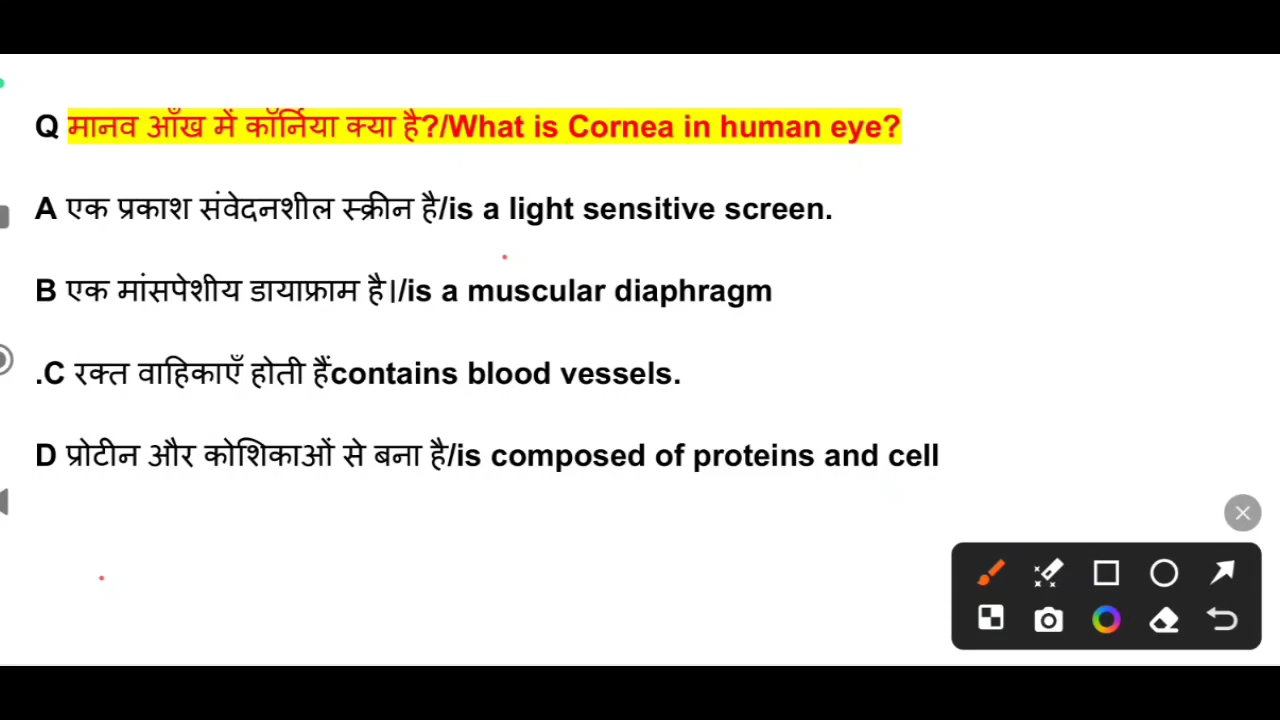 Q मानव आँख में कॉर्निया क्या है?/What is Cornea in human eye?
A एक प्रकाश संवेदनशील स्क्रीन है/is a light sensitive screen.
B एक मांसपेशीय डायाफ्राम है।/is a muscular diaphragm
.C रक्त वाहिकाएँ होती हैंcontains blood vessels.
D प्रोटीन और कोशिकाओं से बना है/is composed of proteins and cell